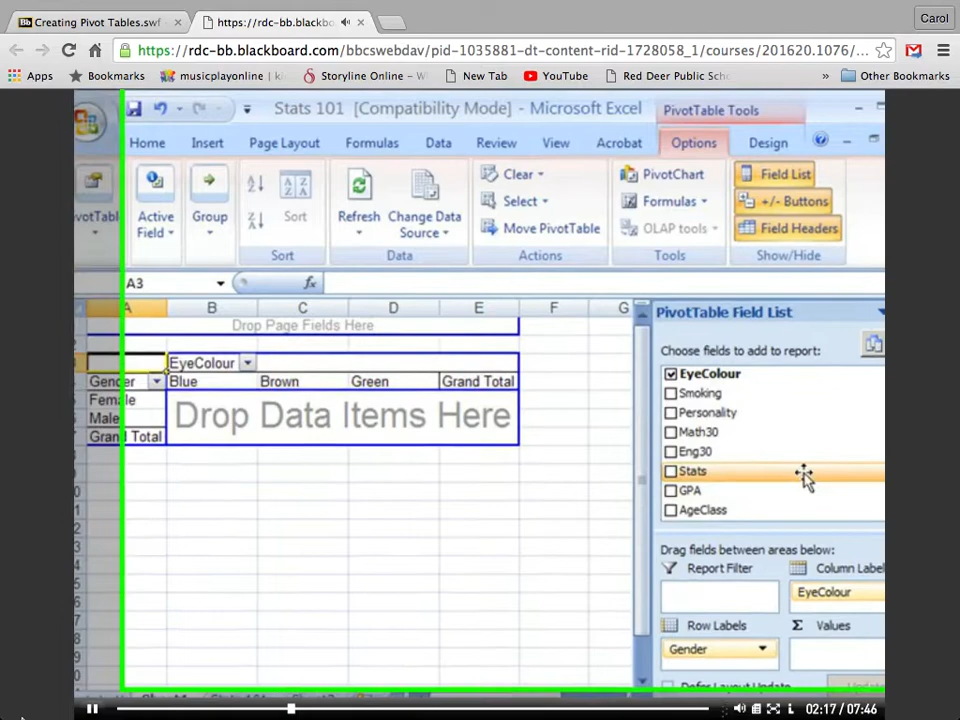 Creating Pivot Tables.swf
https://rdc-bb.blackbo
Carol
https://rdc-bb.blackboard.com/bbcswebdav/pid-1035881-dt-content-rid-1728058_1/courses/201620.1076/...
Apps
Bookmarks
musicplayonline | k
Storyline Online - W
New Tab
YouTube
Red Deer Public Sch
»
Other Bookmarks
Stats 101 [Compatibility Mode] - Microsoft Excel
PivotTable Tools
Home
Insert
Page Layout
Formulas
Data
Review
View
Acrobat
Options
Design
Active Field
Group
Sort
Refresh
Change Data Source
Clear
Select
Move PivotTable
PivotChart
Formulas
OLAP tools
Field List
+/- Buttons
Field Headers
Sort
Data
Actions
Tools
Show/Hide
A3
fx
A B C D E F G
Drop Page Fields Here
EyeColour
Gender Blue Brown Green Grand Total
Female
Male
Grand Total
Drop Data Items Here
PivotTable Field List
Choose fields to add to report:
EyeColour
Smoking
Personality
Math30
Eng30
Stats
GPA
AgeClass
Drag fields between areas below:
Report Filter
Column Label
EyeColour
Row Labels
Σ Values
Gender
Defer Layout Update
02:17 / 07:46